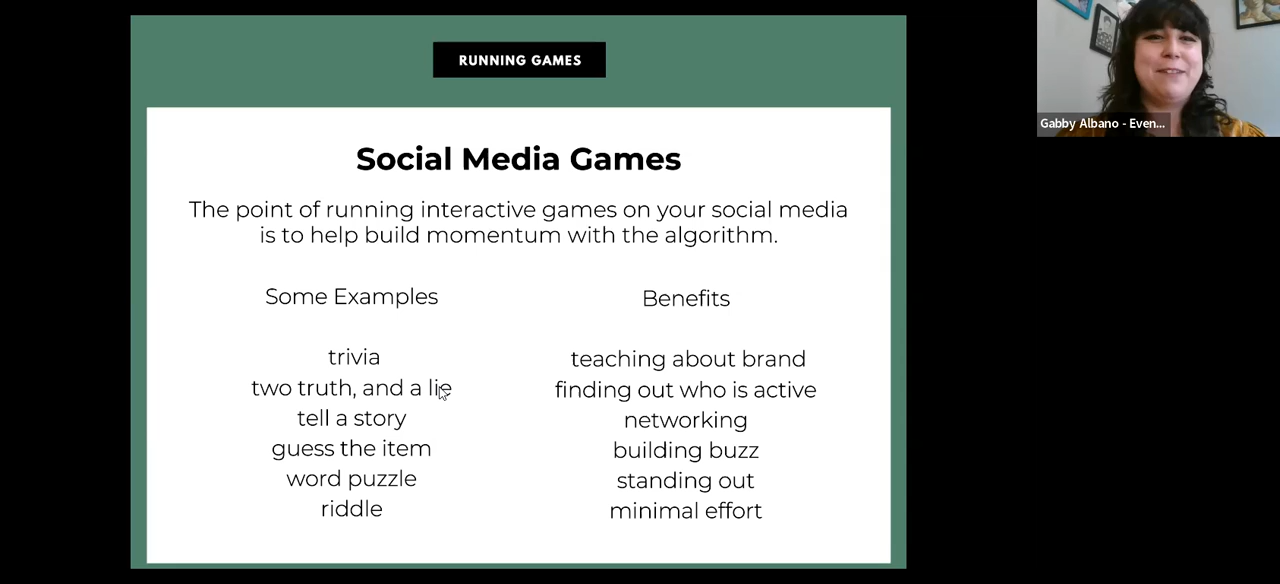 RUNNING GAMES
Social Media Games
The point of running interactive games on your social media
is to help build momentum with the algorithm.
Some Examples
trivia
two truth, and a lie
tell a story
guess the item
word puzzle
riddle
Benefits
teaching about brand
finding out who is active
networking
building buzz
standing out
minimal effort
Gabby Albano - Even...